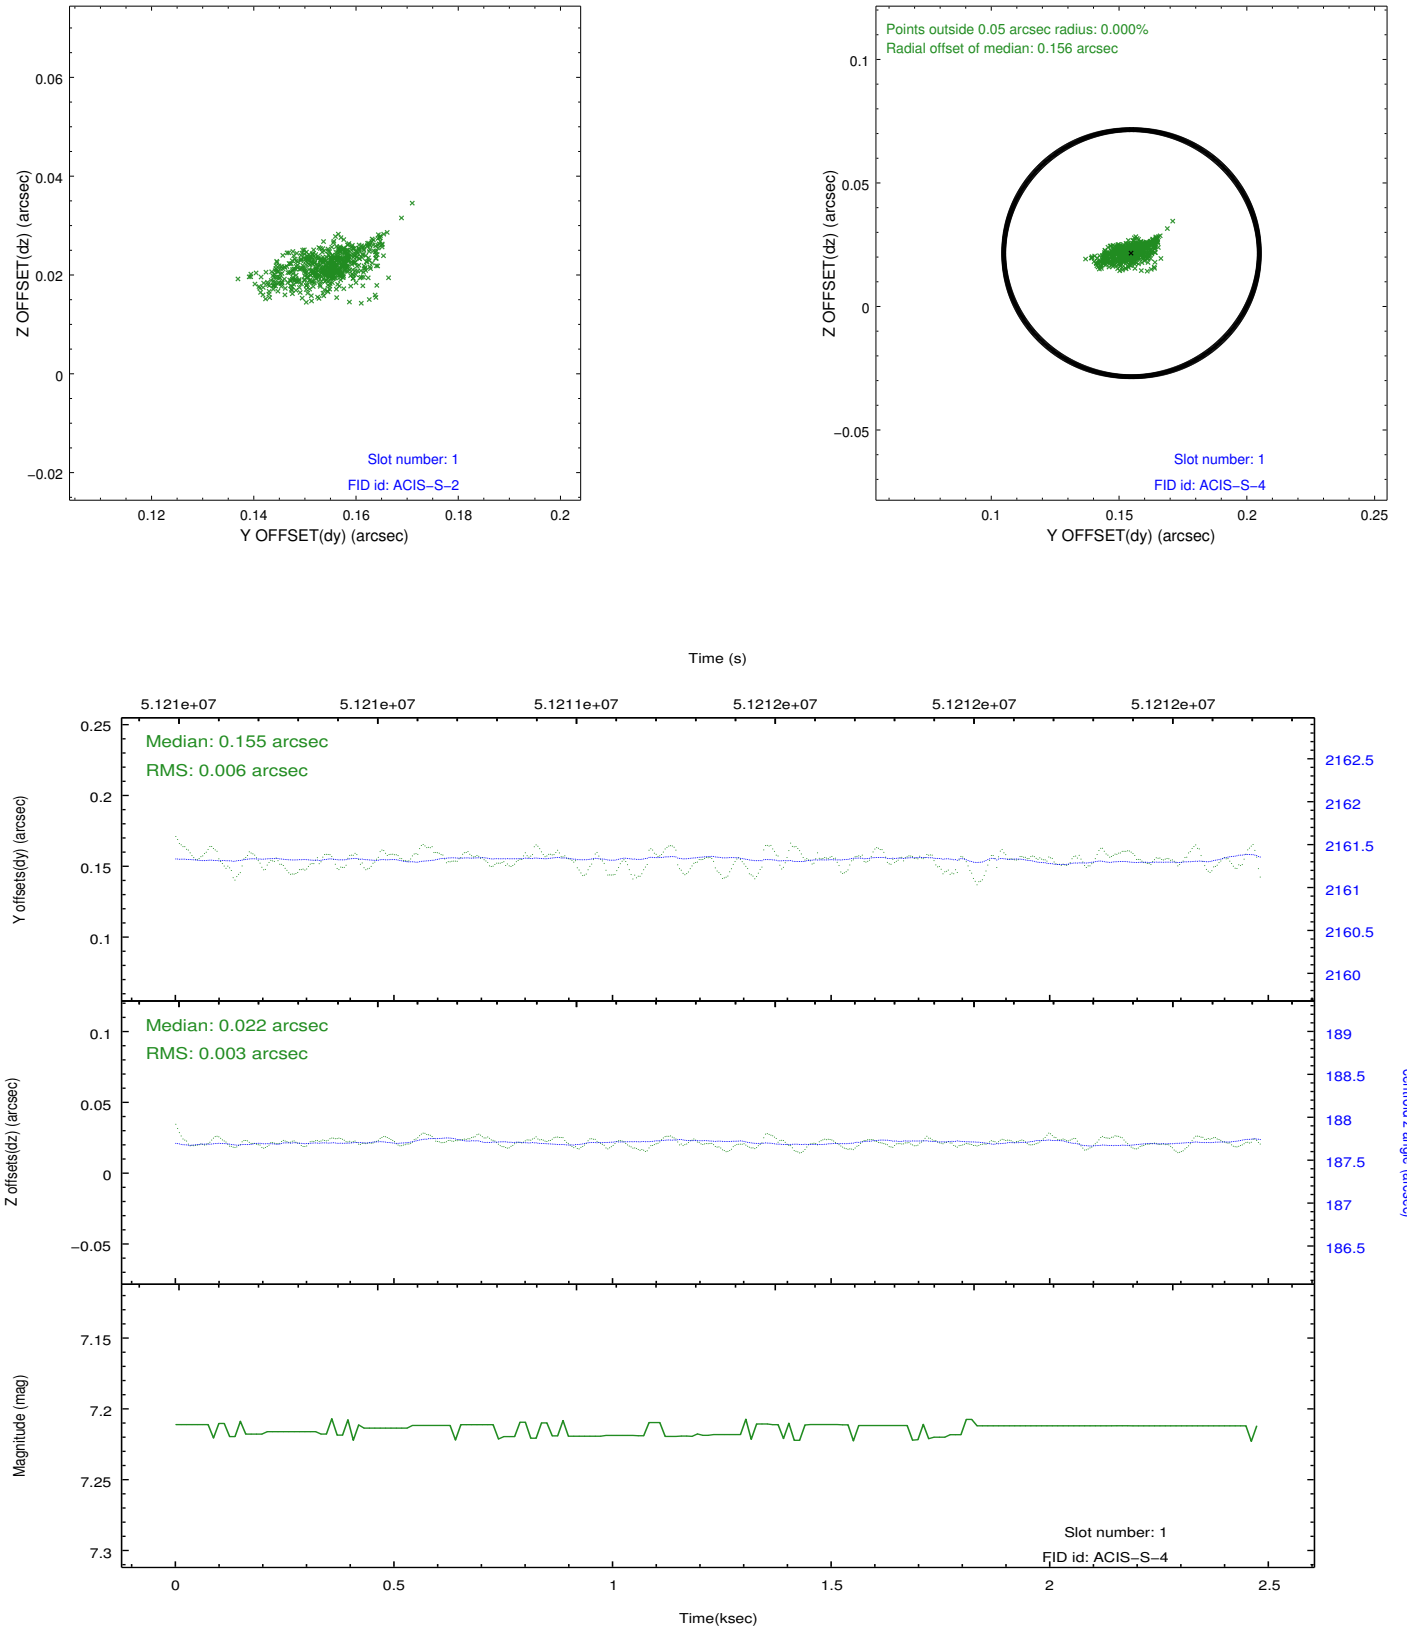 0.06
0.04
0.02
0
−0.02
Z OFFSET(dz) (arcsec)
Slot number: 1
FID id: ACIS−S−2
0.12
0.14
0.16
0.18
0.2
Y OFFSET(dy) (arcsec)
Points outside 0.05 arcsec radius: 0.000%
Radial offset of median: 0.156 arcsec
0.1
0.05
0
−0.05
Z OFFSET(dz) (arcsec)
Slot number: 1
FID id: ACIS−S−4
0.1
0.15
0.2
0.25
Y OFFSET(dy) (arcsec)
Time (s)
5.121e+07
5.121e+07
5.1211e+07
5.1212e+07
5.1212e+07
5.1212e+07
Median: 0.155 arcsec
RMS: 0.006 arcsec
0.25
0.2
0.15
0.1
Y offsets(dy) (arcsec)
2162.5
2162
2161.5
2161
2160.5
2160
Median: 0.022 arcsec
RMS: 0.003 arcsec
0.1
0.05
0
−0.05
Z offsets(dz) (arcsec)
189
188.5
188
187.5
187
186.5
centroid z angle (arcsec)
7.15
7.2
7.25
7.3
Magnitude (mag)
Slot number: 1
FID id: ACIS−S−4
0
0.5
1
1.5
2
2.5
Time(ksec)